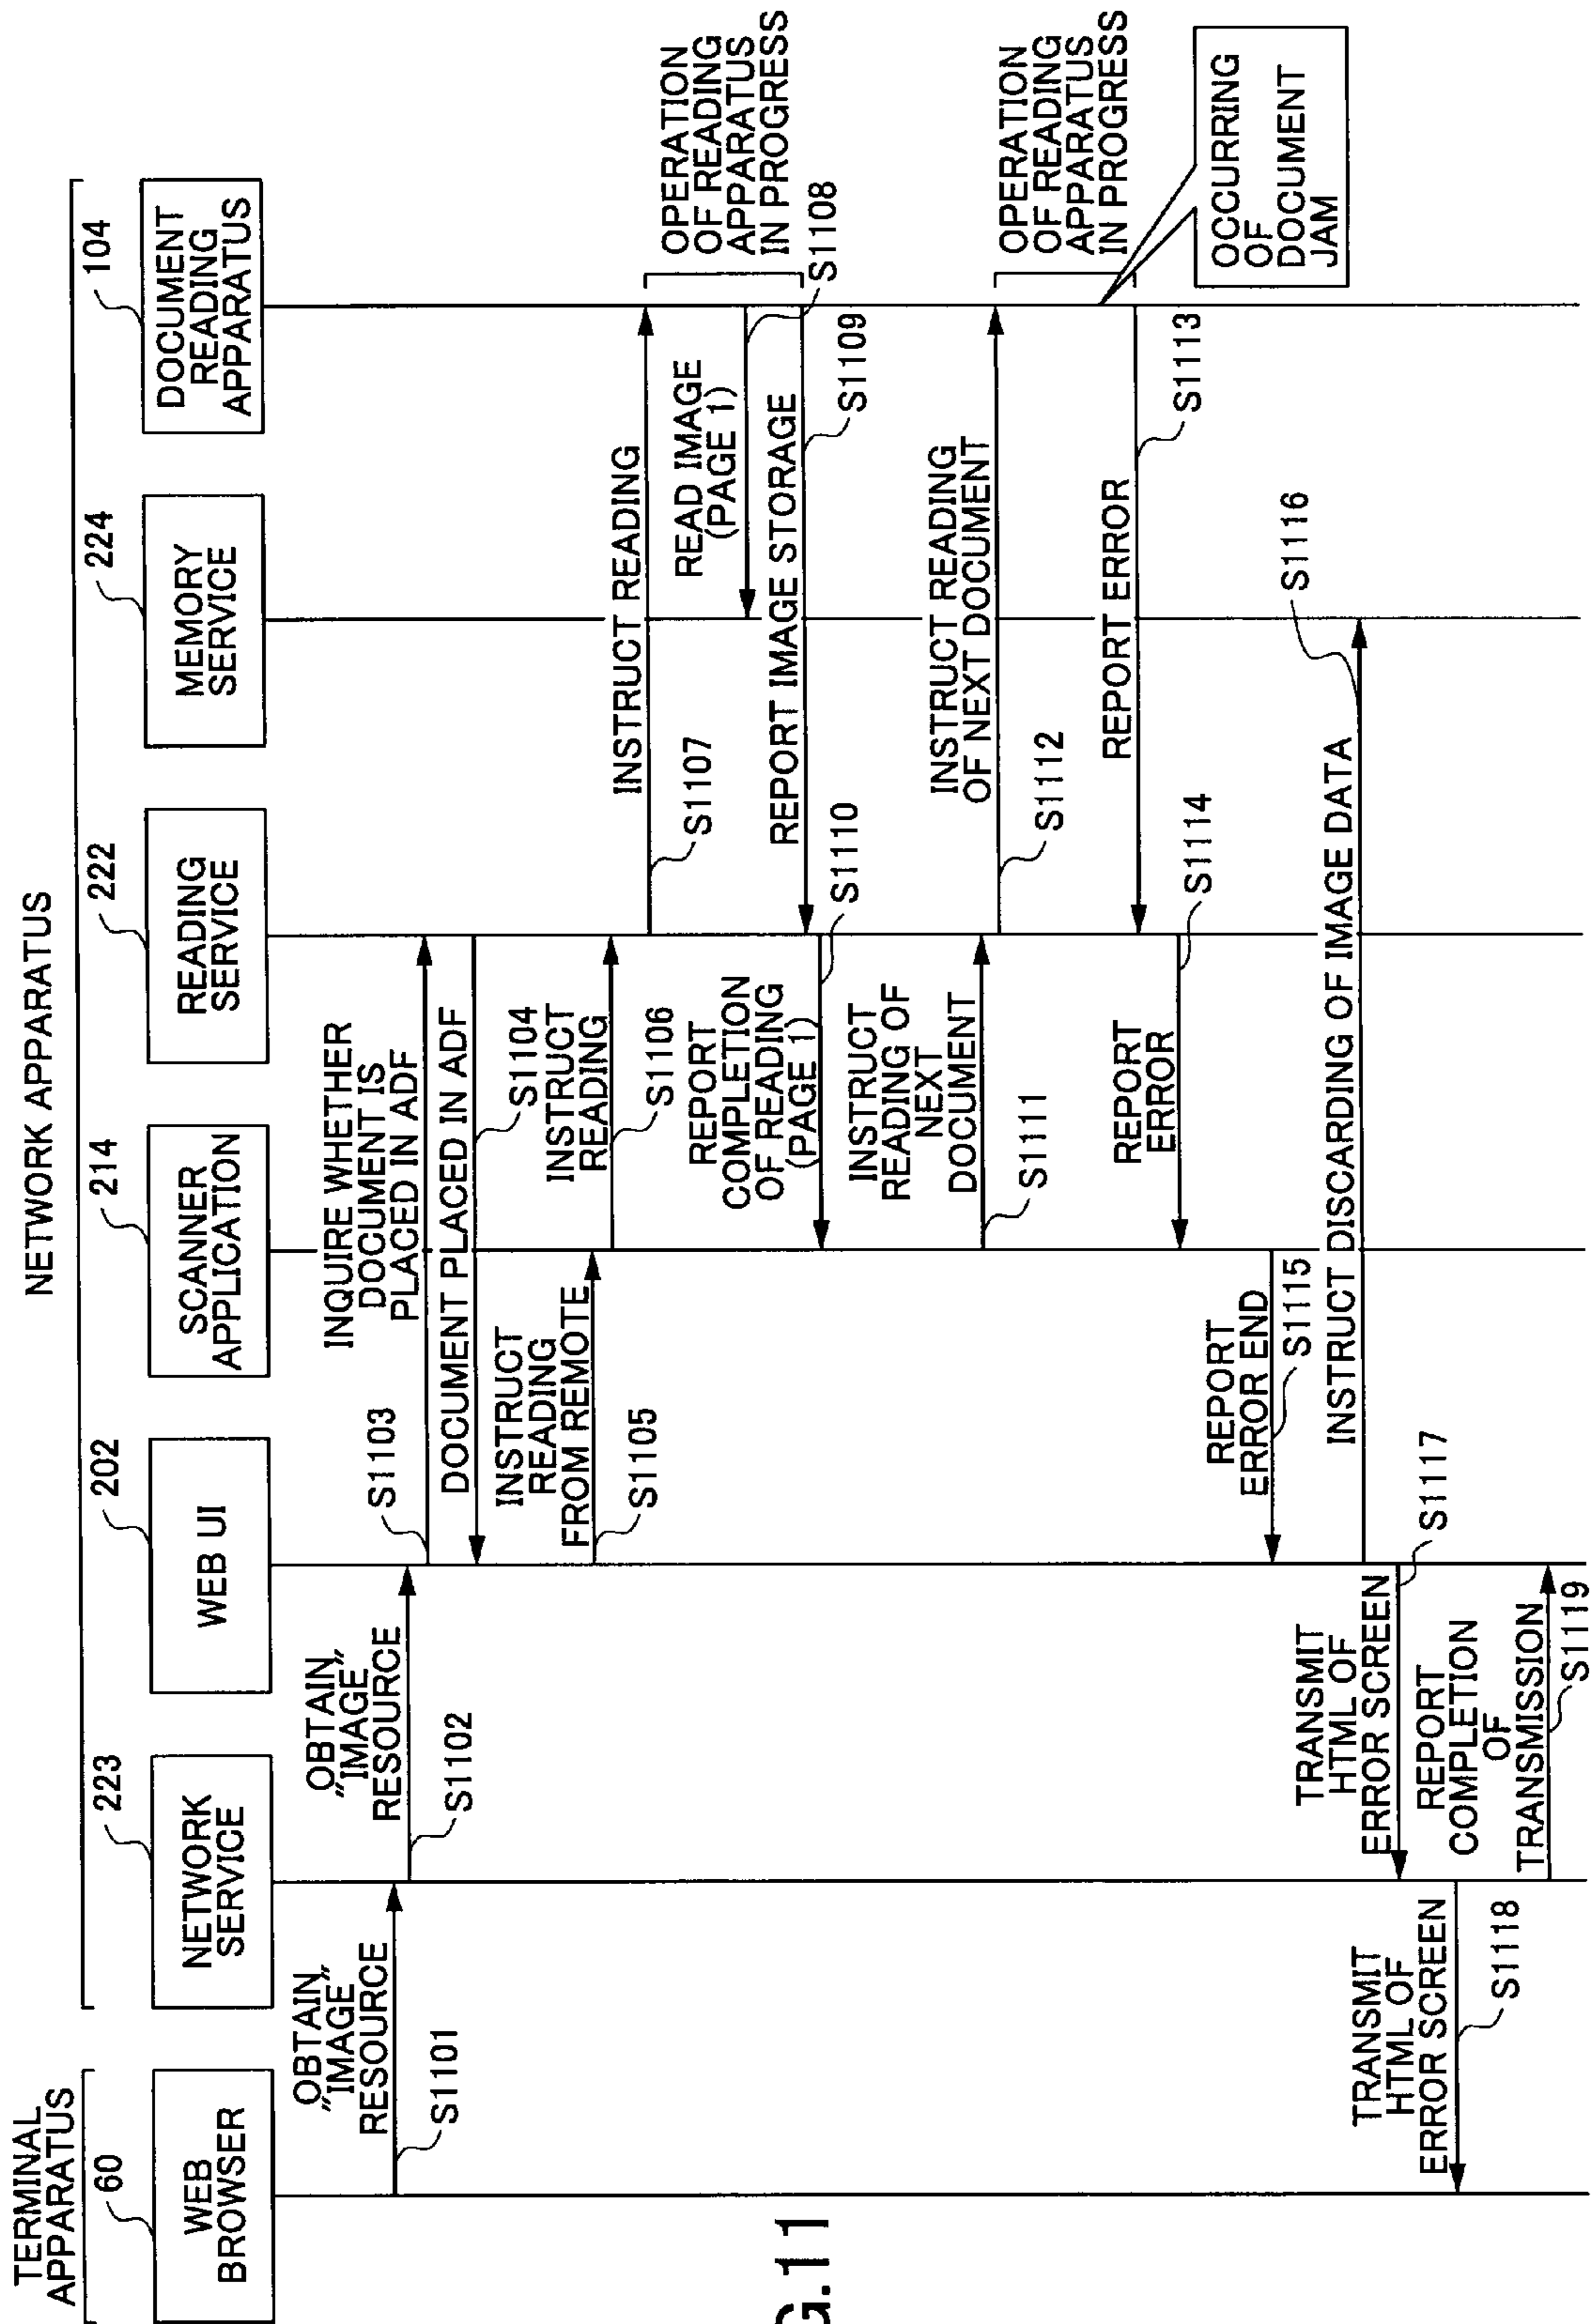 TERMINAL
APPARATUS
NETWORK APPARATUS
60
WEB
BROWSER
223
NETWORK
SERVICE
202
WEB UI
214
SCANNER
APPLICATION
222
READING
SERVICE
224
MEMORY
SERVICE
104
DOCUMENT
READING
APPARATUS
"OBTAIN
"IMAGE"
RESOURCE"
S1101
"OBTAIN
"IMAGE"
RESOURCE
S1102
S1103
INQUIRE WHETHER
DOCUMENT IS
PLACED IN ADF
DOCUMENT PLACED IN ADF
S1104
INSTRUCT
READING
FROM REMOTE
S1105
INSTRUCT
READING
S1106
INSTRUCT READING
S1107
READ IMAGE
(PAGE 1)
S1108
OPERATION
OF READING
APPARATUS
IN PROGRESS
REPORT IMAGE STORAGE
S1109
REPORT
COMPLETION
OF READING
(PAGE 1)
S1110
INSTRUCT
READING OF
NEXT
DOCUMENT
S1111
INSTRUCT READING
OF NEXT DOCUMENT
S1112
OPERATION
OF READING
APPARATUS
IN PROGRESS
OCCURRING
OF
DOCUMENT
JAM
REPORT ERROR
S1113
REPORT
ERROR
S1114
REPORT
ERROR END
S1115
INSTRUCT DISCARDING OF IMAGE DATA
S1116
TRANSMIT
HTML OF
ERROR SCREEN
S1117
TRANSMIT
HTML OF
ERROR SCREEN
S1118
REPORT
COMPLETION
OF
TRANSMISSION
S1119
G.11